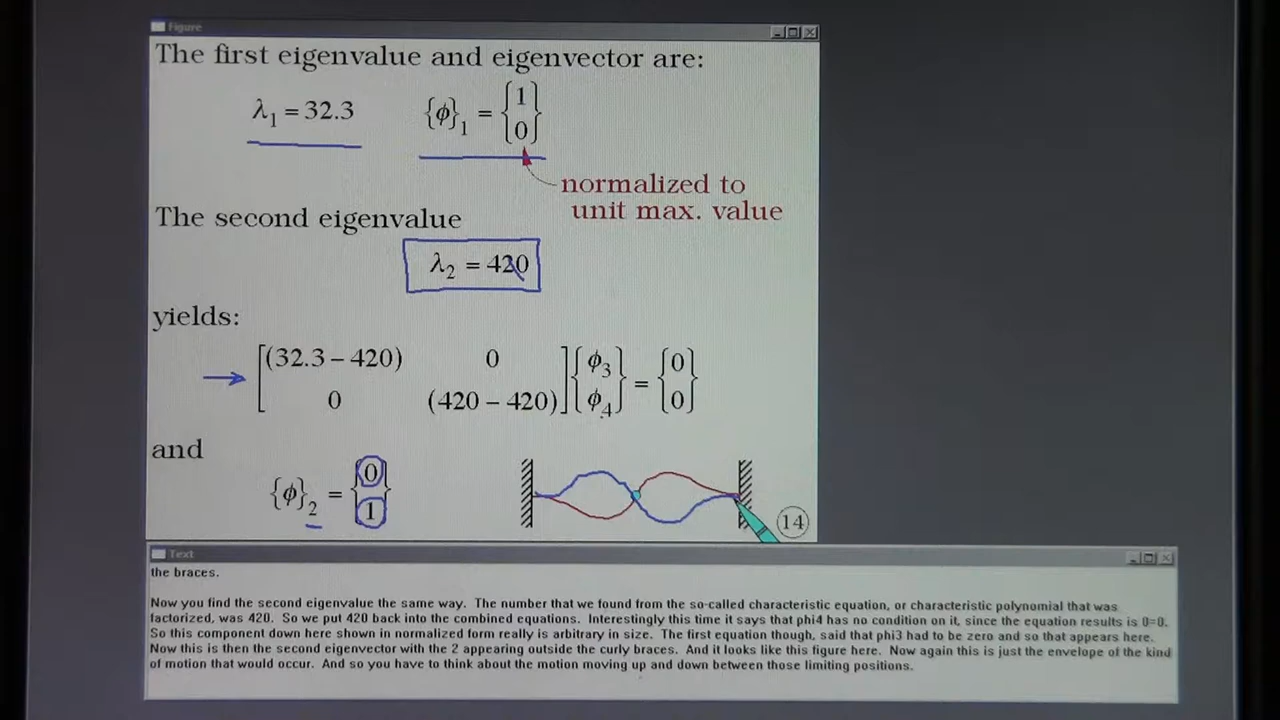 Figure
The first eigenvalue and eigenvector are:
λ₁ = 32.3 {ϕ}₁ = {1
0}
normalized to
unit max. value
The second eigenvalue
λ₂ = 420
yields:
[(32.3 – 420) 0
0 (420 – 420)] {ϕ₃
ϕ₄} = {0
0}
and
{ϕ}₂ = {0
1}
14
Text
the braces.
Now you find the second eigenvalue the same way. The number that we found from the so-called characteristic equation, or characteristic polynomial that was
factorized, was 420. So we put 420 back into the combined equations. Interestingly this time it says that phi4 has no condition on it, since the equation results is 0=0.
So this component down here shown in normalized form really is arbitrary in size. The first equation though, said that phi3 had to be zero and so that appears here.
Now this is then the second eigenvector with the 2 appearing outside the curly braces. And it looks like this figure here. Now again this is just the envelope of the kind
of motion that would occur. And so you have to think about the motion moving up and down between those limiting positions.